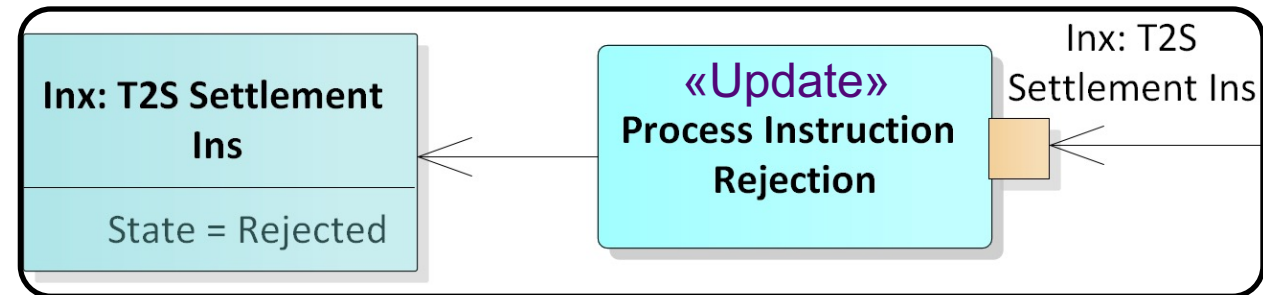 Inx: T2S Settlement
Ins
State = Rejected
«Update»
Process Instruction
Rejection
Inx: T2S
Settlement Ins